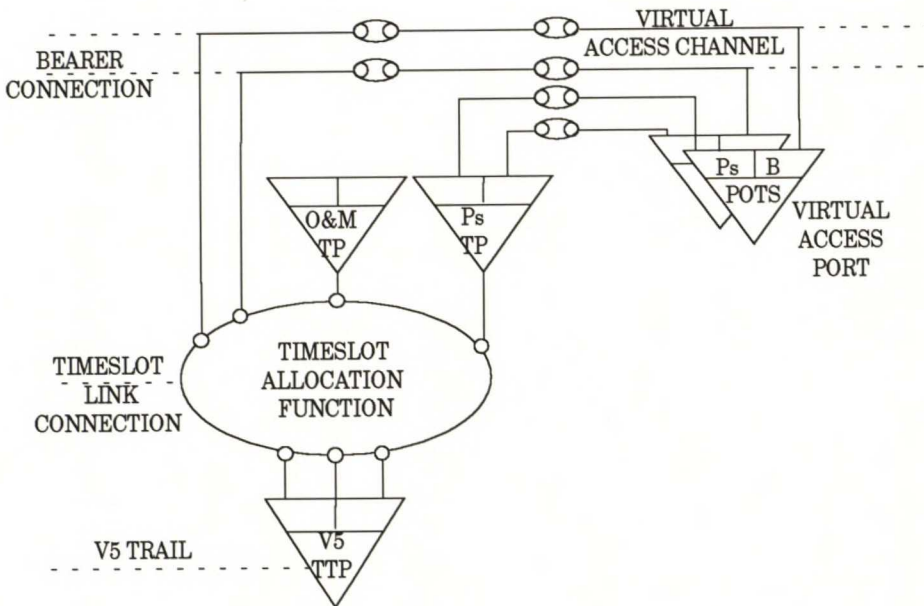 VIRTUAL
ACCESS CHANNEL
BEARER
CONNECTION
Ps B
POTS
O&M
TP
Ps
TP
VIRTUAL
ACCESS
PORT
TIMESLOT
LINK
CONNECTION
TIMESLOT
ALLOCATION
FUNCTION
V5 TRAIL
V5
TTP